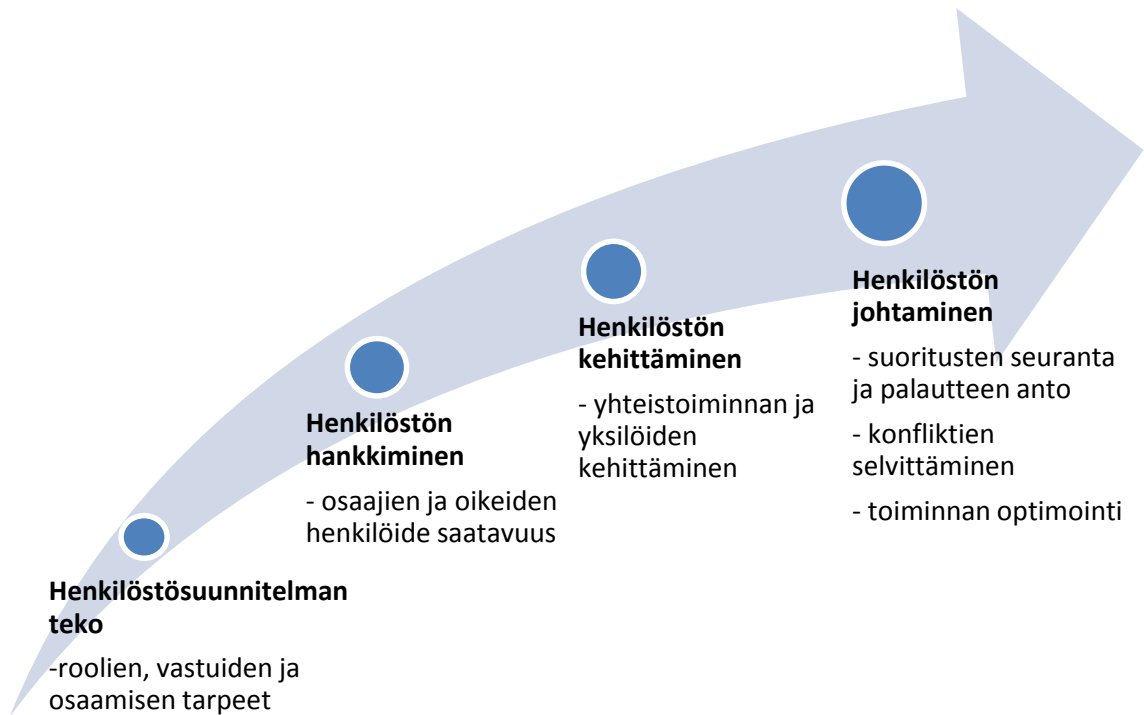 Henkilöstösuunnitelman
teko
-roolien, vastuiden ja
osaamisen tarpeet
Henkilöstön
hankkiminen
- osaajien ja oikeiden
henkilöide saatavuus
Henkilöstön
kehittäminen
- yhteistoiminnan ja
yksilöiden
kehittäminen
Henkilöstön
johtaminen
- suoritusten seuranta
ja palautteen anto
- konfliktien
selvittäminen
- toiminnan optimointi